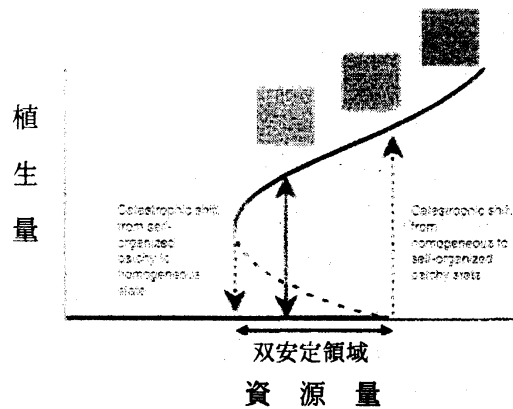 植
生
量
Catastrophic shift
from self-
organized
patchy to
homogeneous
state
Catastrophic shift
from
homogeneous to
self-organized
patchy state
双安定領域
資源量